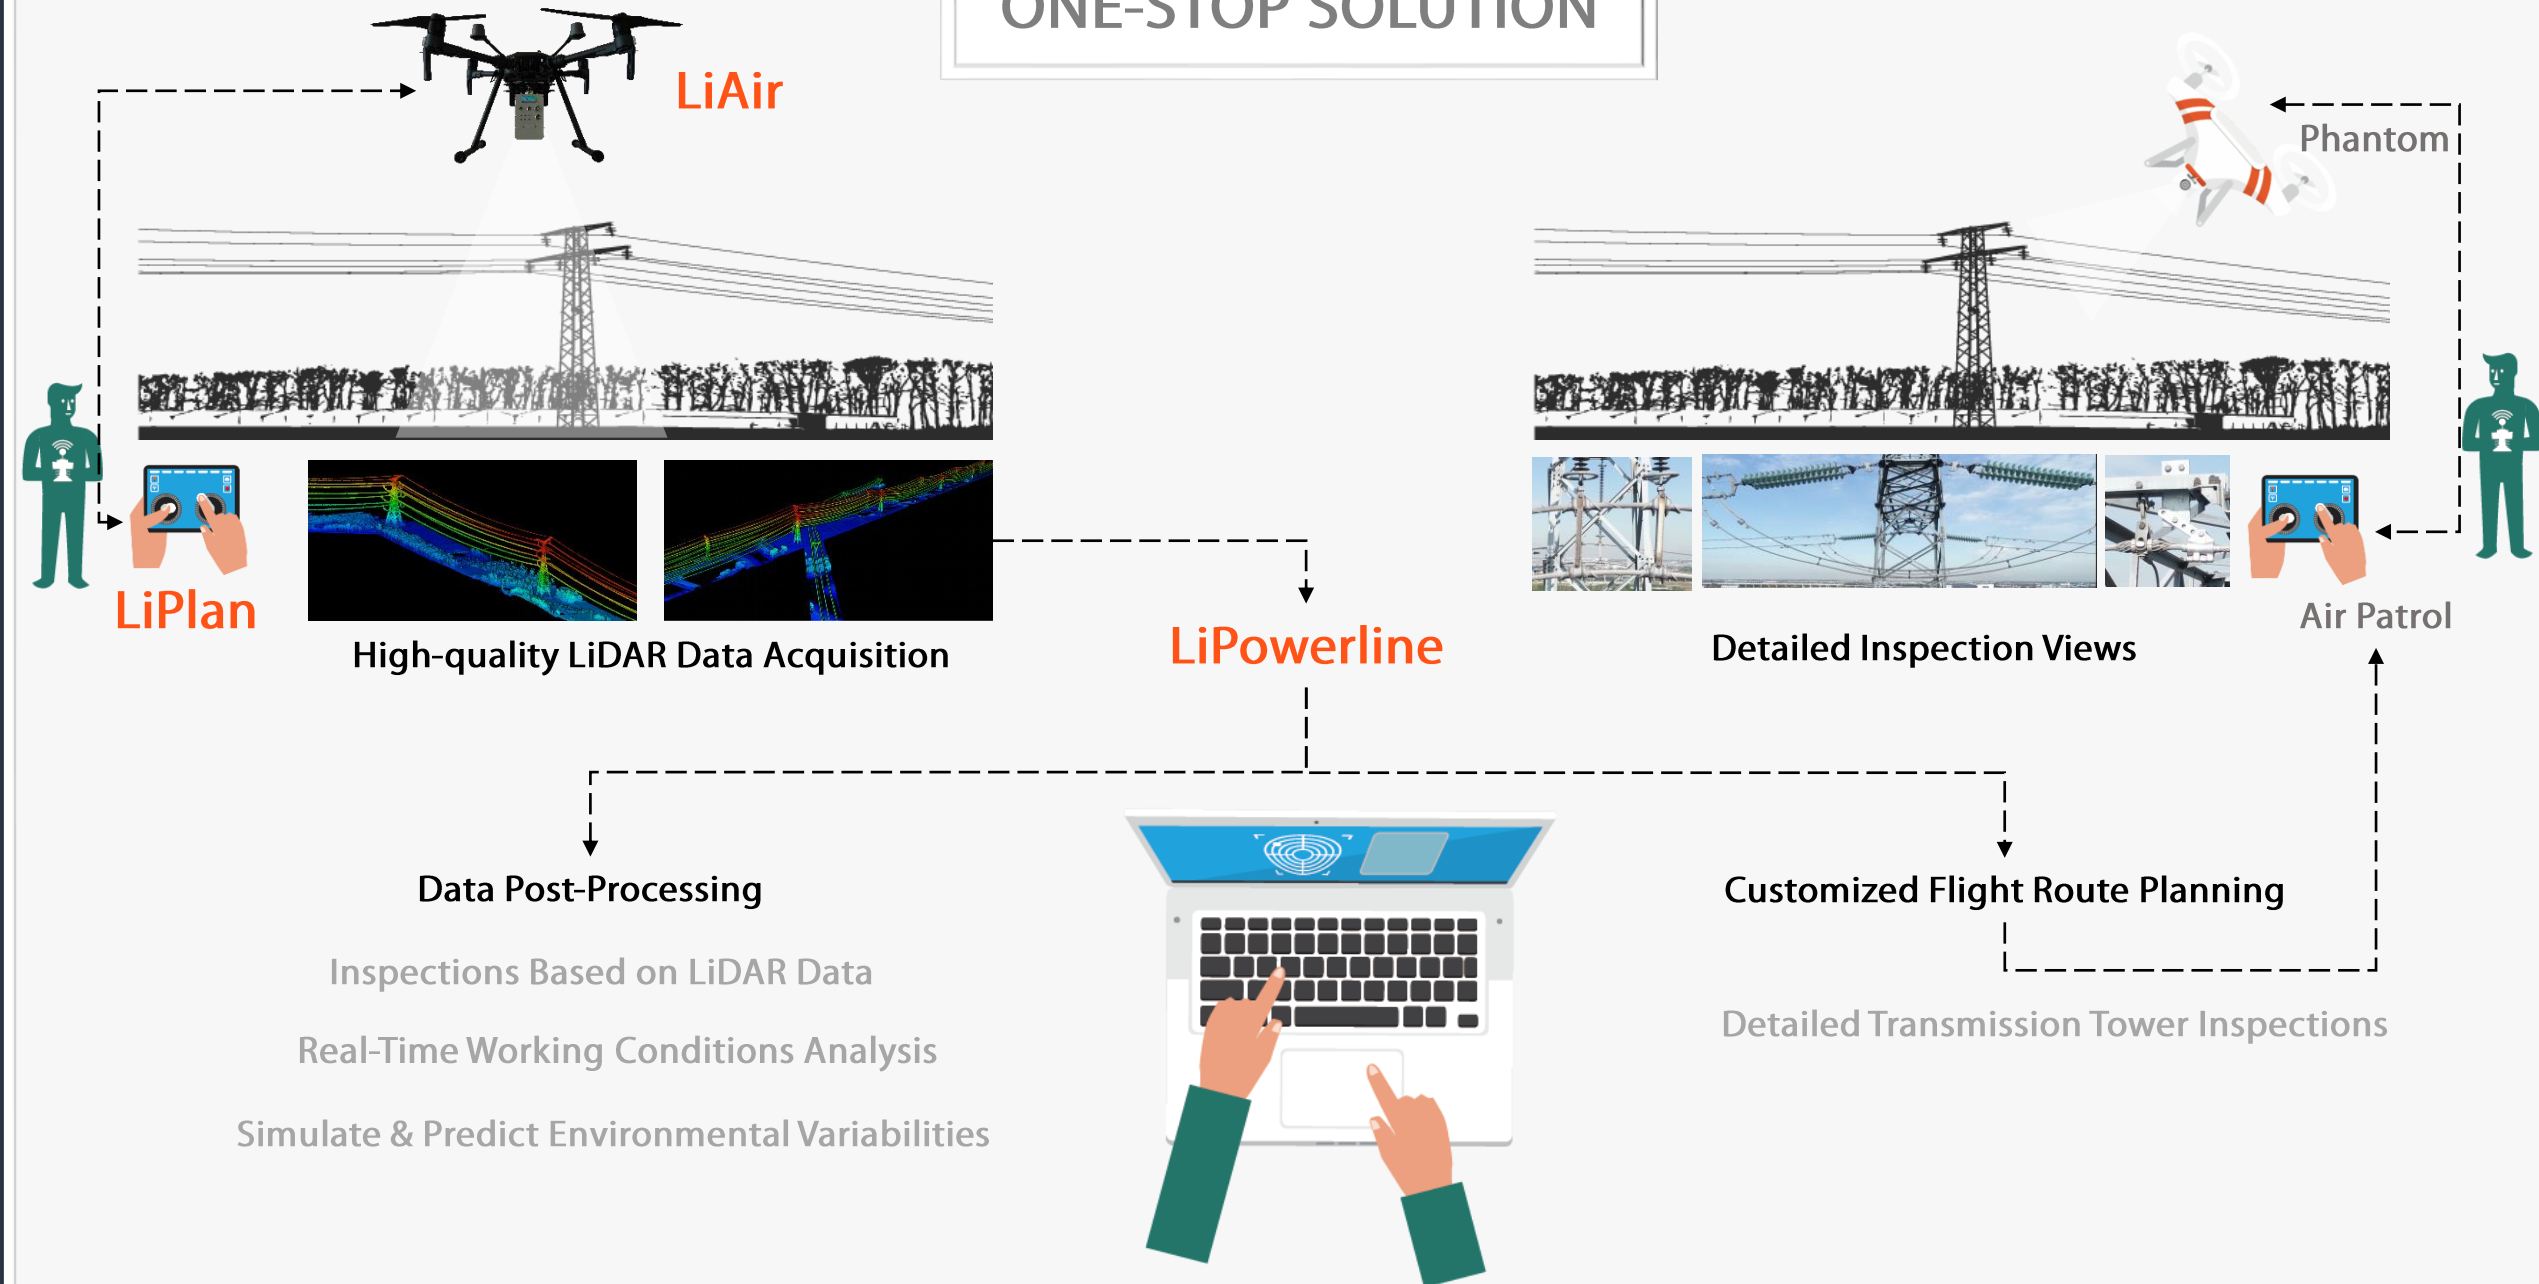 ONE-STOP SOLUTION
LiAir
Phantom
LiPlan
High-quality LiDAR Data Acquisition
LiPowerline
Detailed Inspection Views
Air Patrol
Data Post-Processing
Inspections Based on LiDAR Data
Real-Time Working Conditions Analysis
Simulate & Predict Environmental Variabilities
Customized Flight Route Planning
Detailed Transmission Tower Inspections